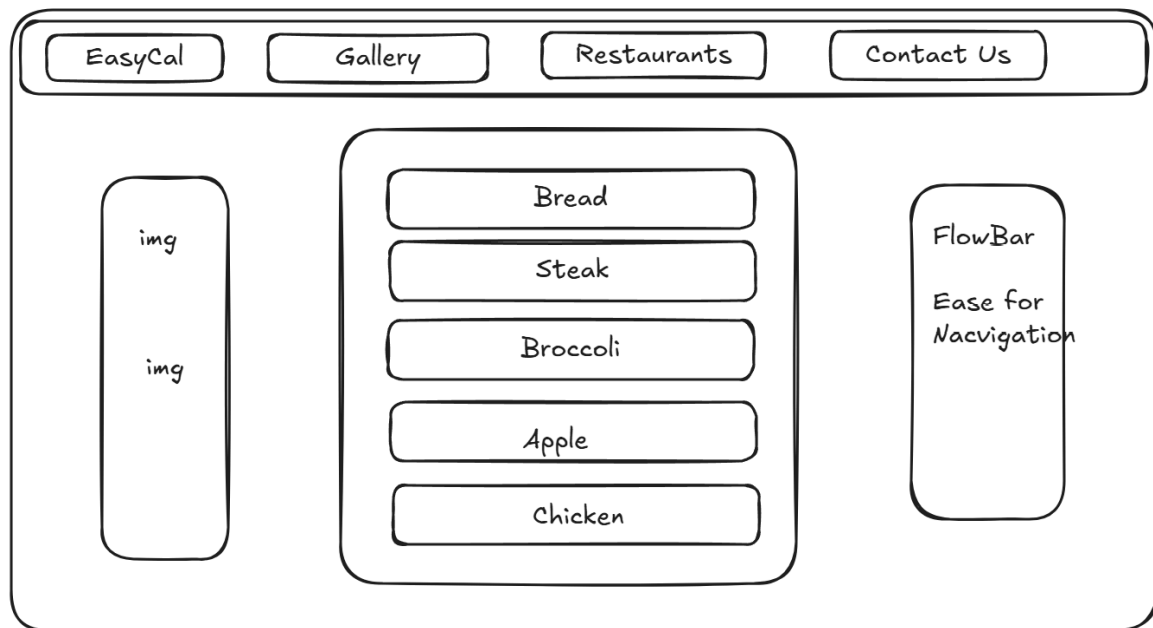 EasyCal
Gallery
Restaurants
Contact Us
img
img
Bread
Steak
Broccoli
Apple
Chicken
FlowBar
Ease for
Nacvigation